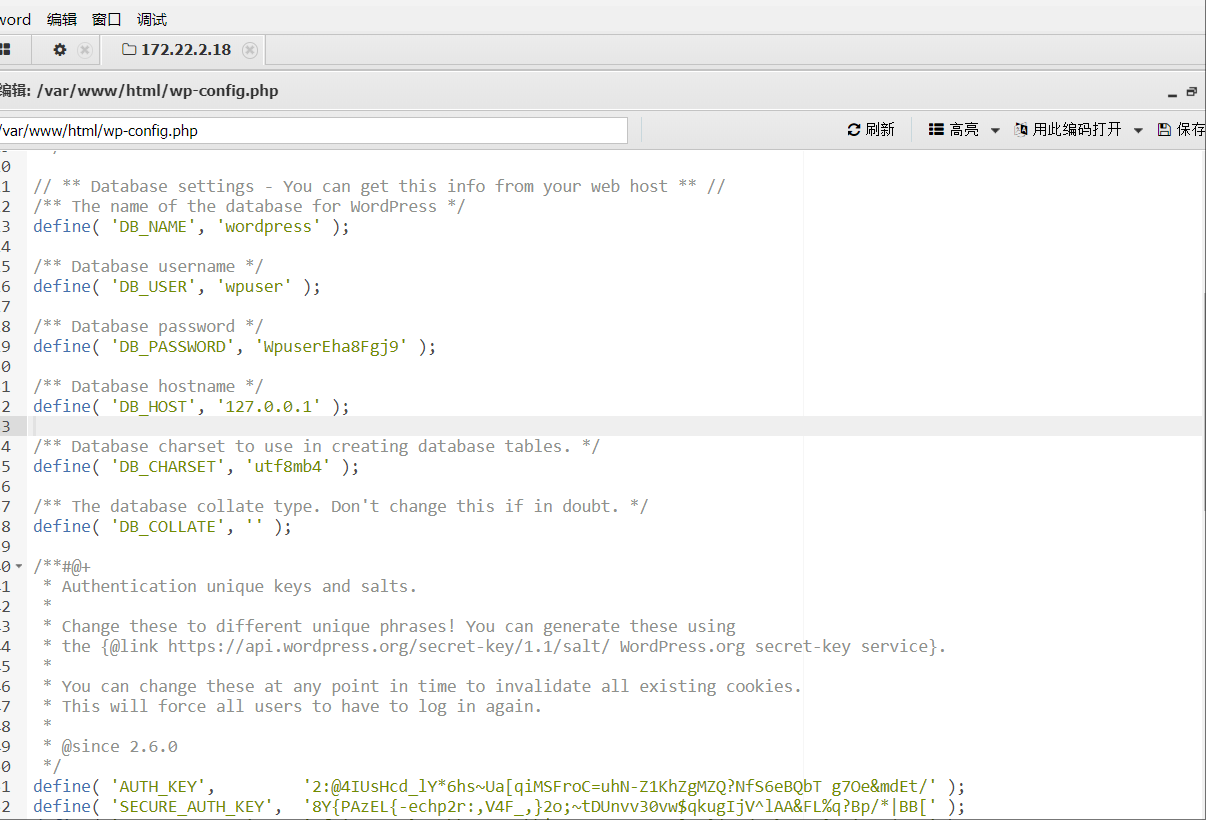 word 编辑 窗口 调试
172.22.2.18
编辑: /var/www/html/wp-config.php
/var/www/html/wp-config.php 刷新 高亮 用此编码打开 保存
0
1 // ** Database settings - You can get this info from your web host ** //
2 /** The name of the database for WordPress */
3 define( 'DB_NAME', 'wordpress' );
4
5 /** Database username */
6 define( 'DB_USER', 'wpuser' );
7
8 /** Database password */
9 define( 'DB_PASSWORD', 'WpuserEha8Fgj9' );
0
1 /** Database hostname */
2 define( 'DB_HOST', '127.0.0.1' );
3
4 /** Database charset to use in creating database tables. */
5 define( 'DB_CHARSET', 'utf8mb4' );
6
7 /** The database collate type. Don't change this if in doubt. */
8 define( 'DB_COLLATE', '' );
9
0 /**#@+
1 * Authentication unique keys and salts.
2 *
3 * Change these to different unique phrases! You can generate these using
4 * the {@link https://api.wordpress.org/secret-key/1.1/salt/ WordPress.org secret-key service}.
5 *
6 * You can change these at any point in time to invalidate all existing cookies.
7 * This will force all users to have to log in again.
8 *
9 * @since 2.6.0
0 */
1 define( 'AUTH_KEY', '2:@4IUsHcd_lY*6hs~Ua[qiMSFroC=uhN-Z1KhZgMZQ?NfS6eBQbT g7Oe&mdEt/' );
2 define( 'SECURE_AUTH_KEY', '8Y{PAzEL{-echp2r:,V4F_,}2o;~tDUnvv30vw$qkugIjV^lAA&FL%q?Bp/*|BB[' );